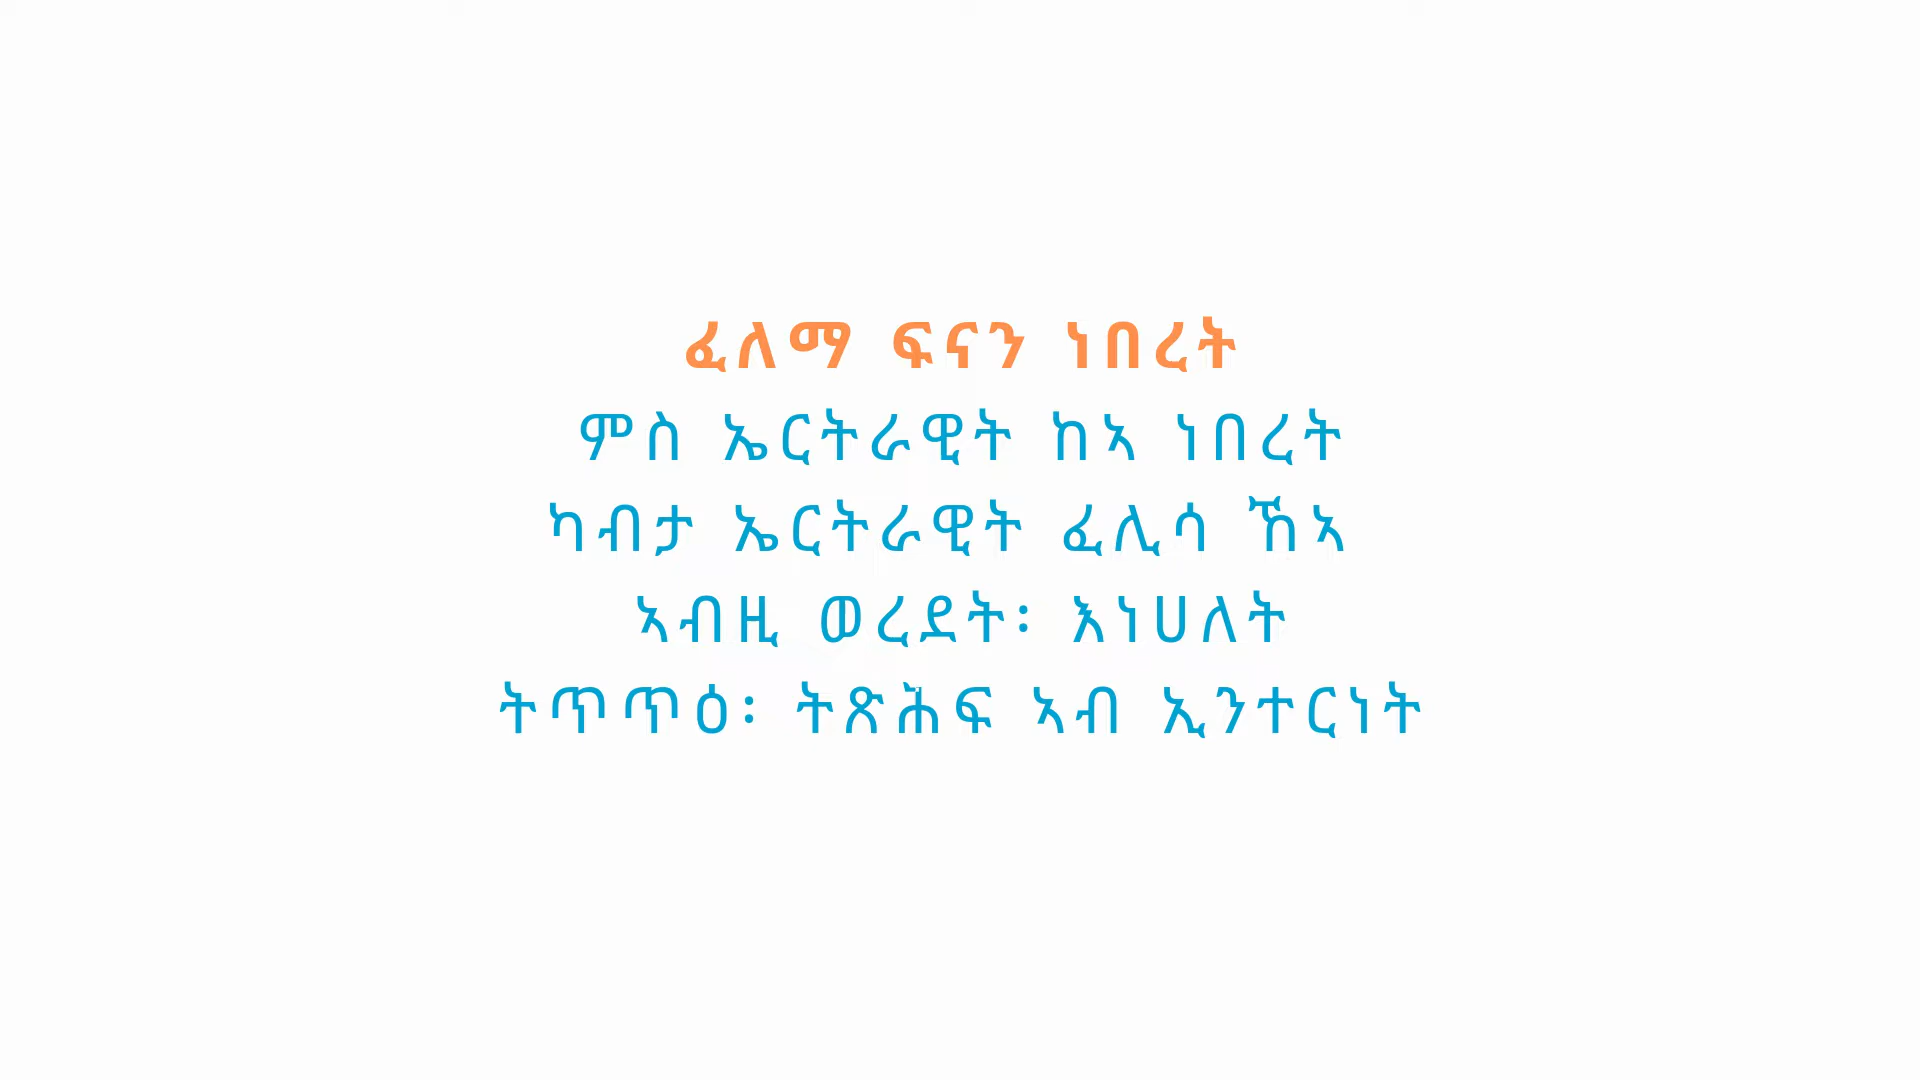 ፈለማ ፍናን ነበረት
ምስ ኤርትራዊት ከኣ ነበረት
ካብታ ኤርትራዊት ፈሊሳ ኸኣ
ኣብዚ ወረደት፡ እነሀለት
ትጥጥዕ፡ ትጽሕፍ ኣብ ኢንተርነት